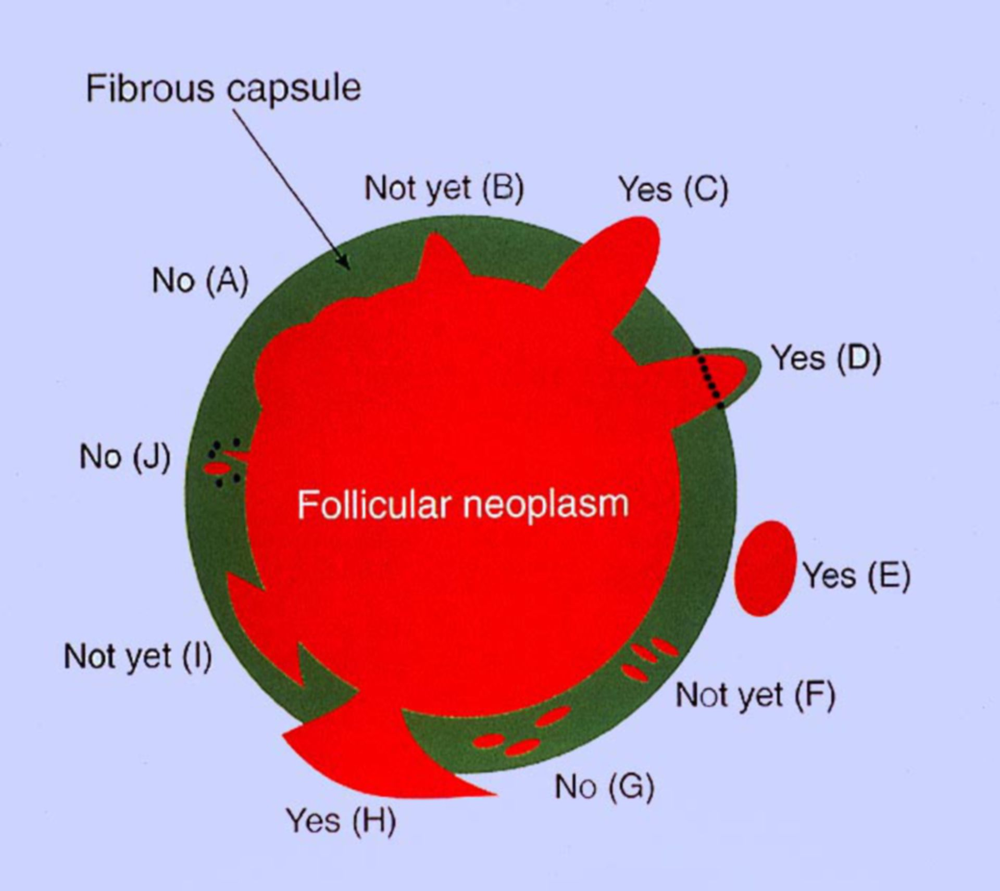 Fibrous capsule
Not yet (B)
Yes (C)
No (A)
Yes (D)
No (J)
Follicular neoplasm
Yes (E)
Not yet (I)
Not yet (F)
No (G)
Yes (H)